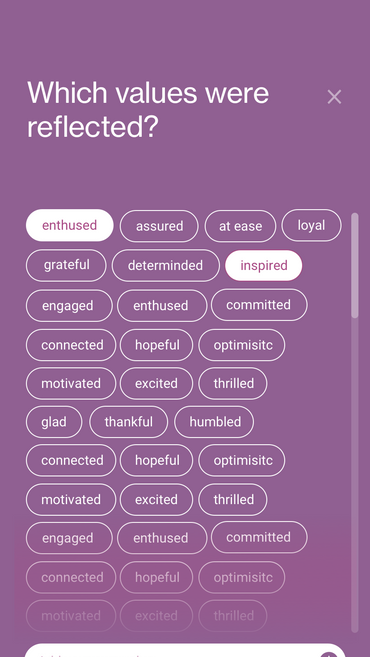 Which values were
reflected?
enthused assured at ease loyal
grateful determinded inspired
engaged enthused committed
connected hopeful optimisitc
motivated excited thrilled
glad thankful humbled
connected hopeful optimisitc
motivated excited thrilled
engaged enthused committed
connected hopeful optimisitc
motivated excited thrilled